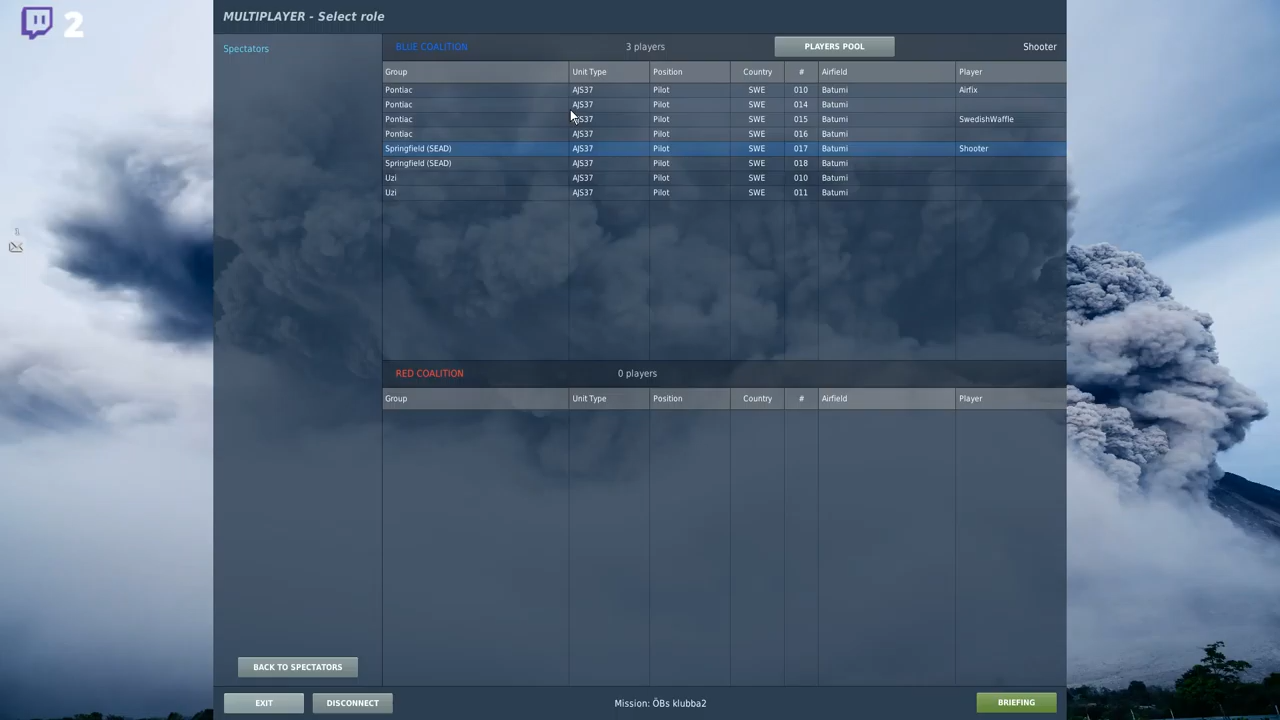 2
MULTIPLAYER - Select role
Spectators
BLUE COALITION 3 players PLAYERS POOL Shooter
Group Unit Type Position Country # Airfield Player
Pontiac AJS37 Pilot SWE 010 Batumi Airfix
Pontiac AJS37 Pilot SWE 014 Batumi
Pontiac AJS37 Pilot SWE 015 Batumi SwedishWaffle
Pontiac AJS37 Pilot SWE 016 Batumi
Springfield (SEAD) AJS37 Pilot SWE 017 Batumi Shooter
Springfield (SEAD) AJS37 Pilot SWE 018 Batumi
Uzi AJS37 Pilot SWE 010 Batumi
Uzi AJS37 Pilot SWE 011 Batumi
RED COALITION 0 players
Group Unit Type Position Country # Airfield Player
BACK TO SPECTATORS
EXIT DISCONNECT Mission: ÖBs klubba2 BRIEFING